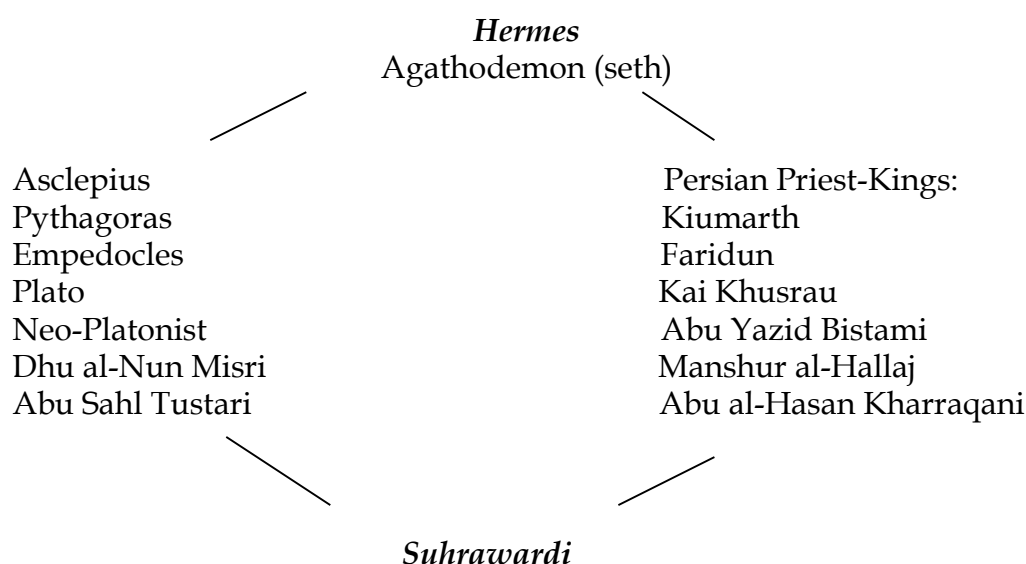 Hermes
Agathodemon (seth)
Asclepius
Pythagoras
Empedocles
Plato
Neo-Platonist
Dhu al-Nun Misri
Abu Sahl Tustari
Persian Priest-Kings:
Kiumarth
Faridun
Kai Khusrau
Abu Yazid Bistami
Manshur al-Hallaj
Abu al-Hasan Kharraqani
Suhrawardi